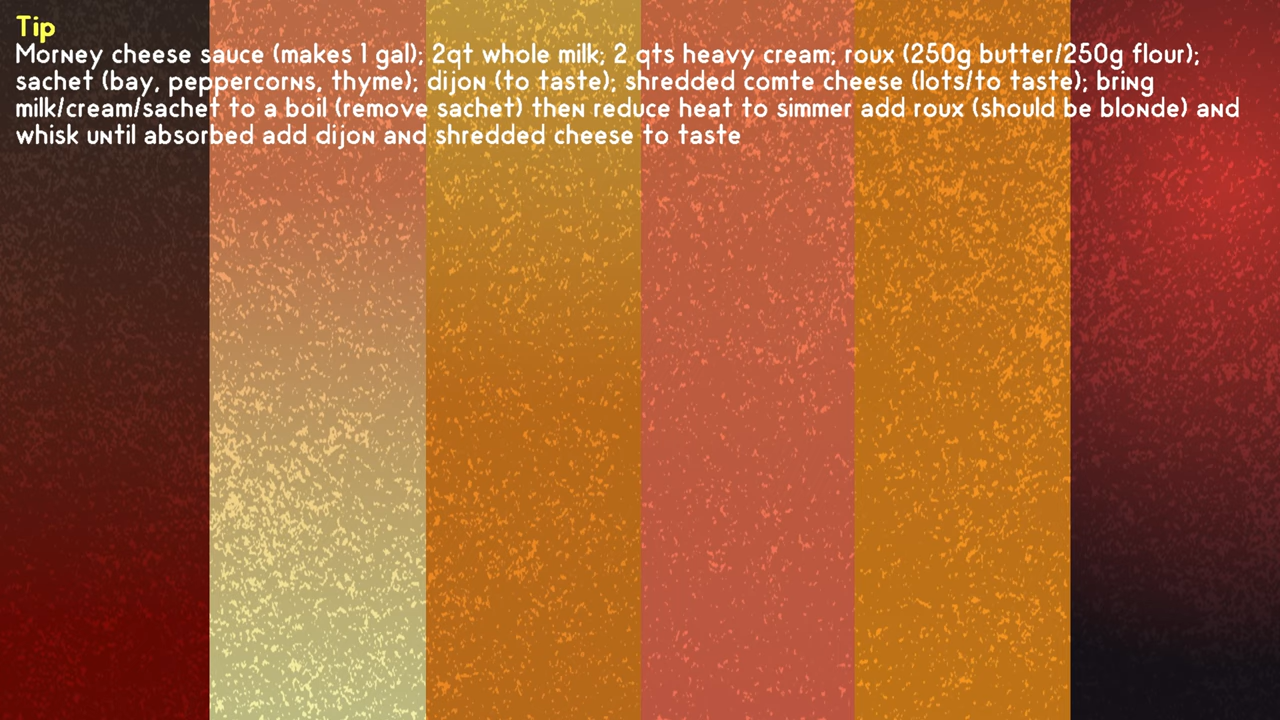 Tip
Morney cheese sauce (makes 1 gal); 2qt whole milk; 2 qts heavy cream; roux (250g butter/250g flour);
sachet (bay, peppercorns, thyme); dijon (to taste); shredded comte cheese (lots/to taste); bring
milk/cream/sachet to a boil (remove sachet) then reduce heat to simmer add roux (should be blonde) and
whisk until absorbed add dijon and shredded cheese to taste